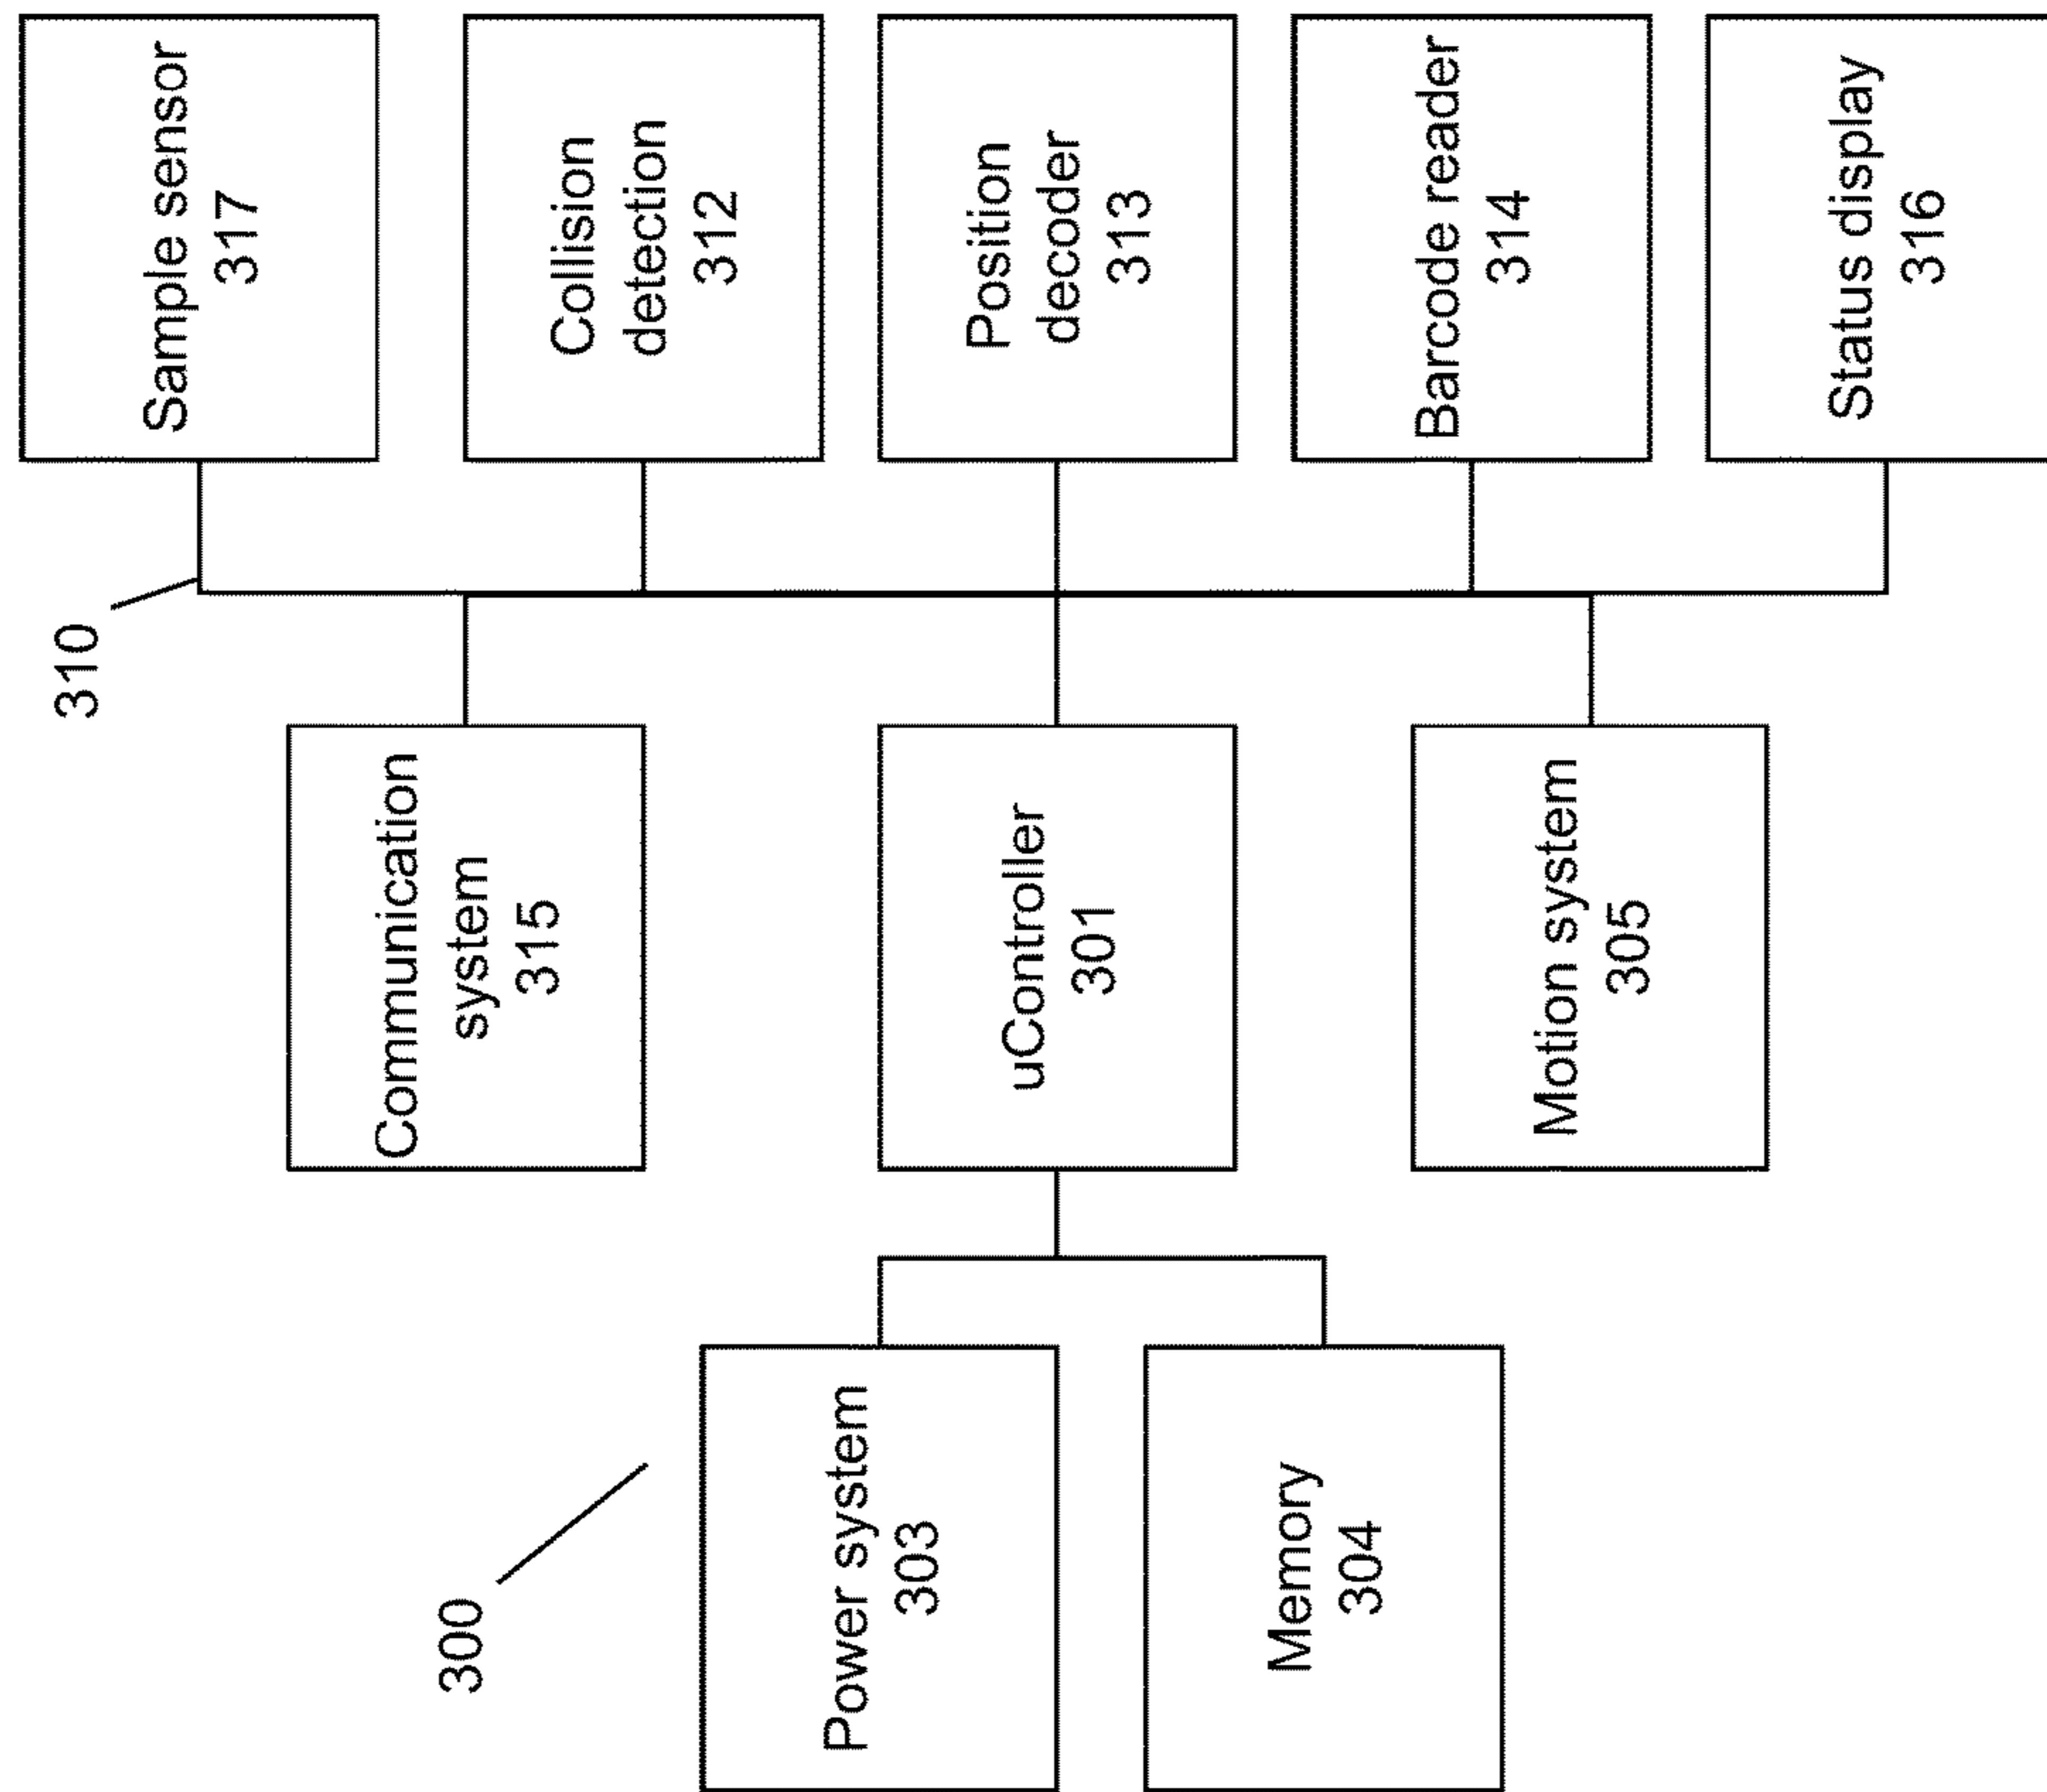 300
310
Power system
303
Memory
304
Communication
system
315
uController
301
Motion system
305
Sample sensor
317
Collision
detection
312
Position
decoder
313
Barcode reader
314
Status display
316